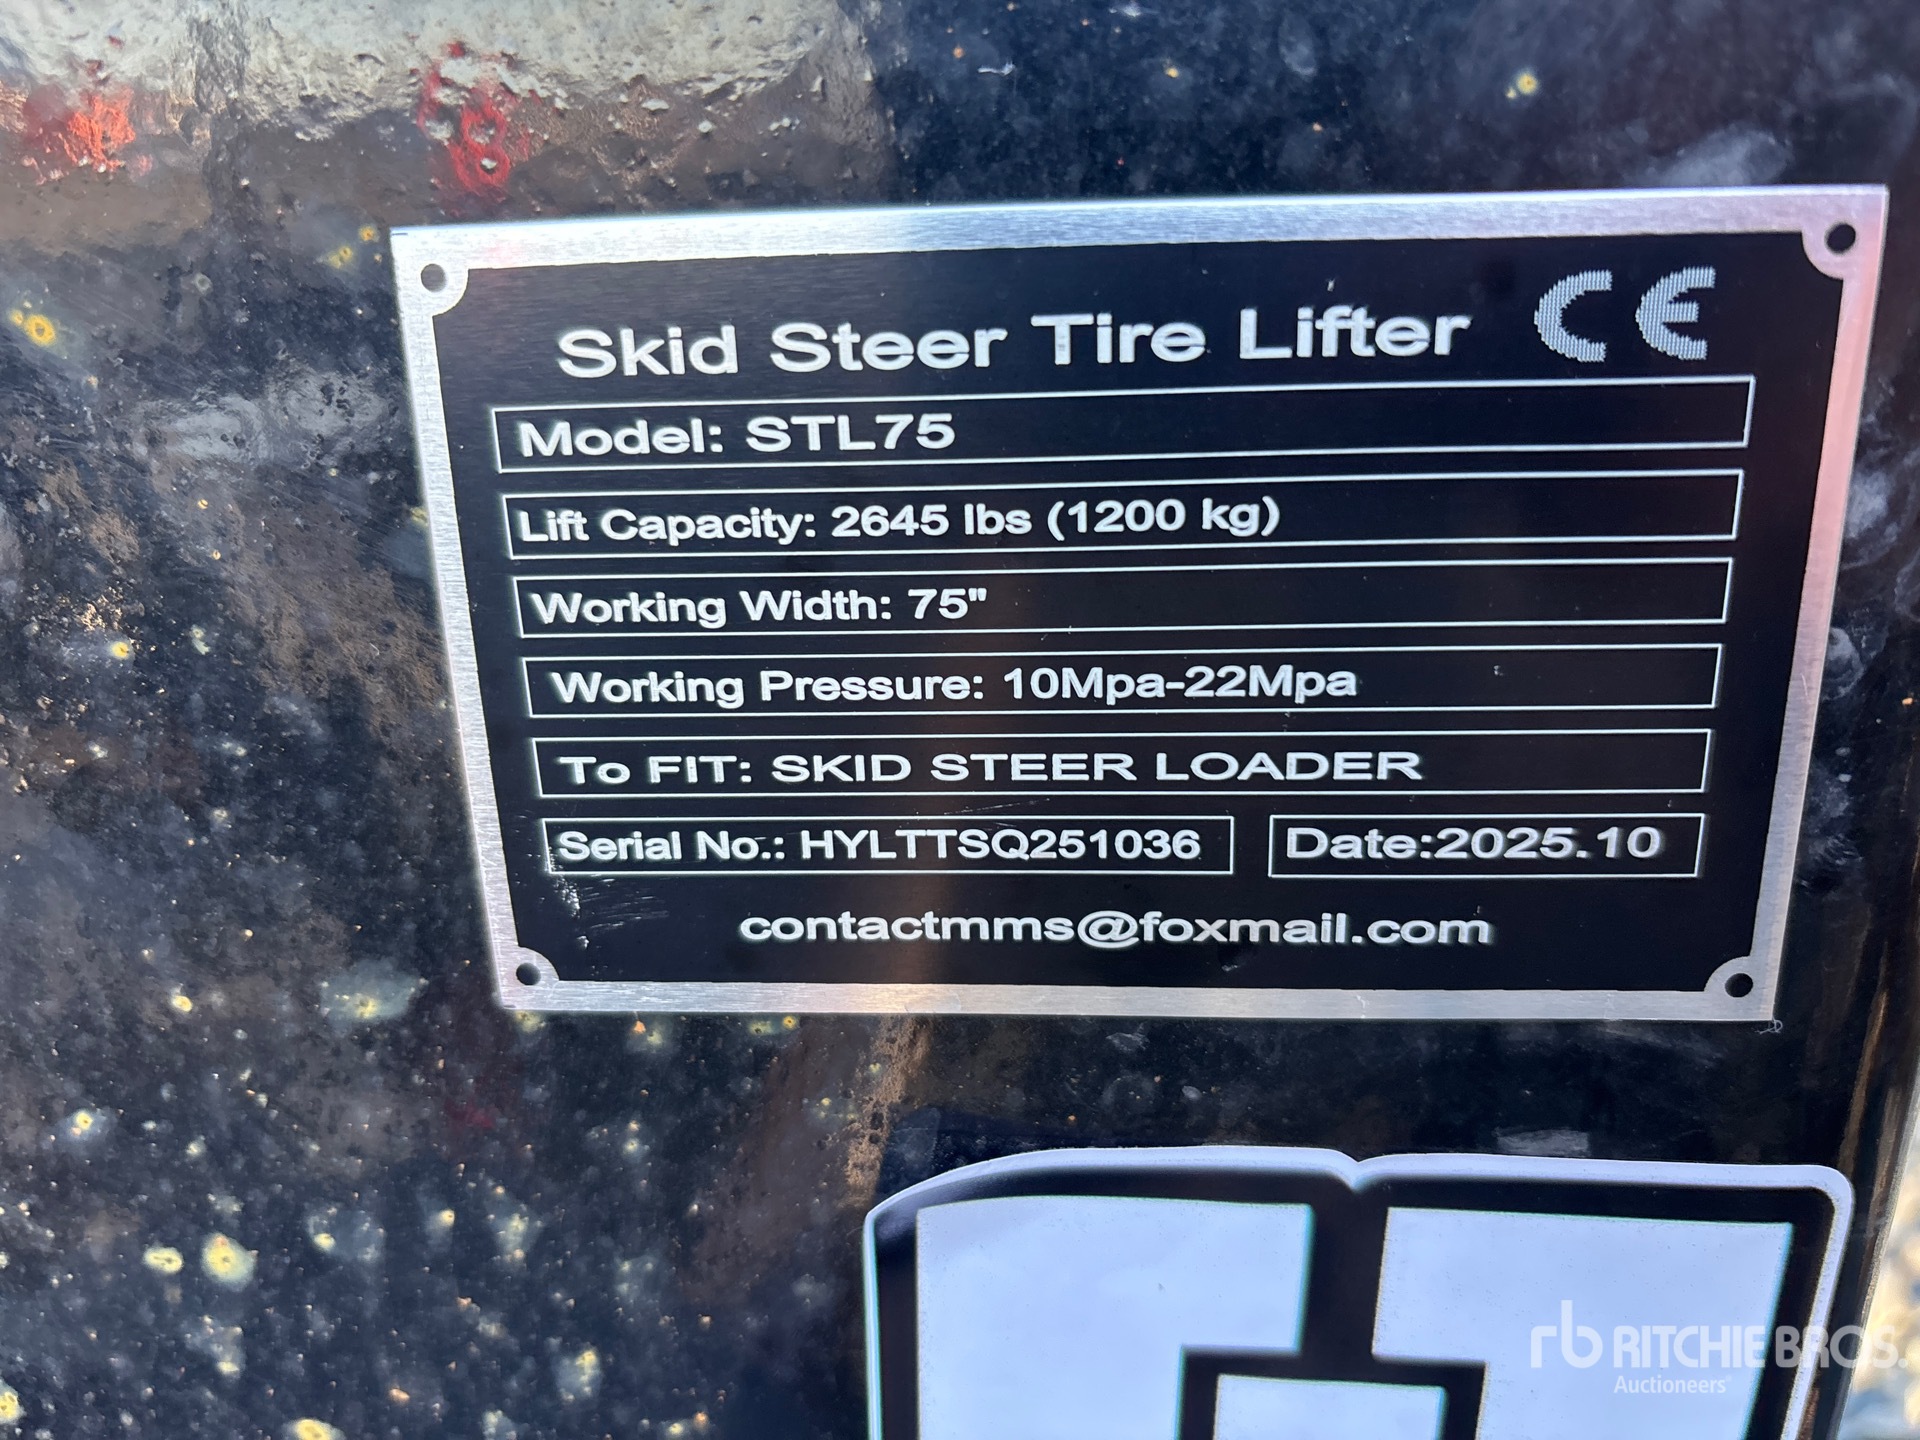 Skid Steer Tire Lifter CE
Model: STL75
Lift Capacity: 2645 lbs (1200 kg)
Working Width: 75"
Working Pressure: 10Mpa-22Mpa
To FIT: SKID STEER LOADER
Serial No.: HYLTTSQ251036 Date:2025.10
contactmms@foxmail.com
rb RITCHIE BROS.
Auctioneers